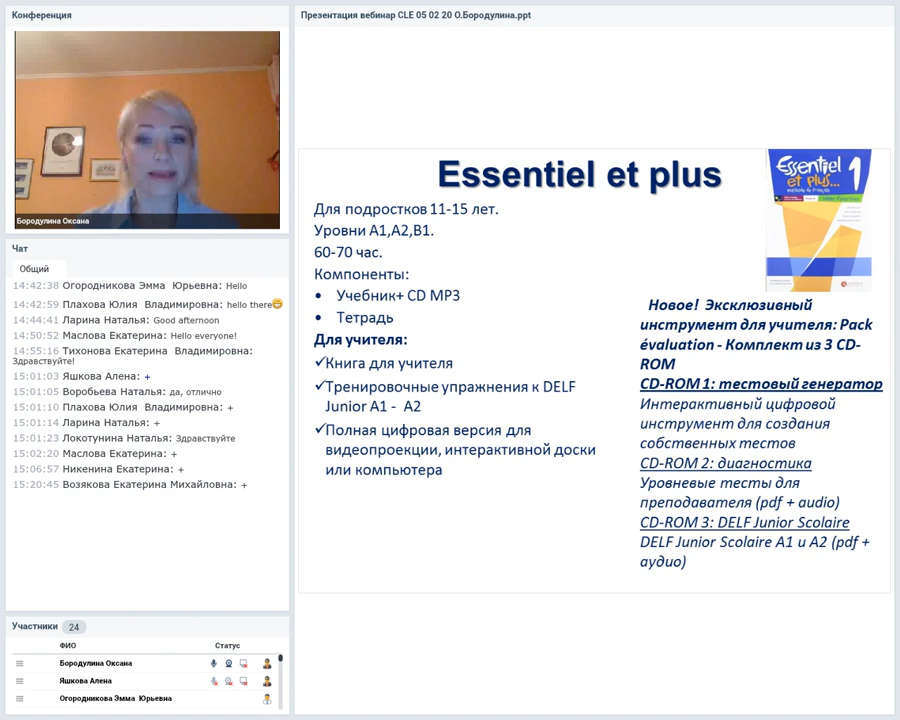 Конференция
Бородулина Оксана
Чат
Общий
14:42:38 Огородникова Эмма Юрьевна: Hello
14:42:59 Плахова Юлия Владимировна: hello there
14:44:41 Ларина Наталья: Good afternoon
14:50:52 Маслова Екатерина: Hello everyone!
14:55:16 Тихонова Екатерина Владимировна:
Здравствуйте!
15:01:03 Яшкова Алена: +
15:01:05 Воробьева Наталья: да, отлично
15:01:10 Плахова Юлия Владимировна: +
15:01:14 Ларина Наталья: +
15:01:23 Локотунина Наталья: Здравствуйте
15:02:20 Маслова Екатерина: +
15:06:57 Никенина Екатерина: +
15:20:45 Возякова Екатерина Михайловна: +
Участники 24
ФИО Статус
Бородулина Оксана
Яшкова Алена
Огородникова Эмма Юрьевна
Презентация вебинар CLE 05 02 20 О.Бородулина.ppt
Essentiel et plus
Для подростков 11-15 лет.
Уровни А1,А2,В1.
60-70 час.
Компоненты:
• Учебник+ CD MP3
• Тетрадь
Для учителя:
✓Книга для учителя
✓Тренировочные упражнения к DELF
Junior A1 - A2
✓Полная цифровая версия для
видеопроекции, интерактивной доски
или компьютера
Essentiel
et plus... 1
Новое! Эксклюзивный
инструмент для учителя: Pack
évaluation - Комплект из 3 CD-
ROM
CD-ROM 1: тестовый генератор
Интерактивный цифровой
инструмент для создания
собственных тестов
CD-ROM 2: диагностика
Уровневые тесты для
преподавателя (pdf + audio)
CD-ROM 3: DELF Junior Scolaire
DELF Junior Scolaire A1 и A2 (pdf +
аудио)